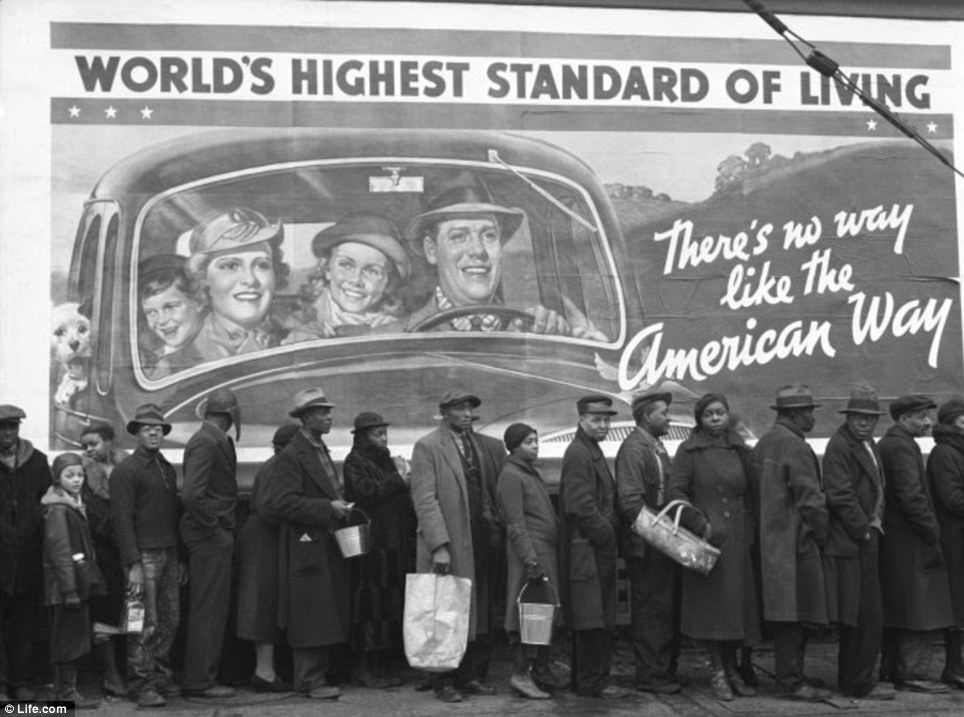 WORLD'S HIGHEST STANDARD OF LIVING
There's no way
like the
American Way
© Life.com